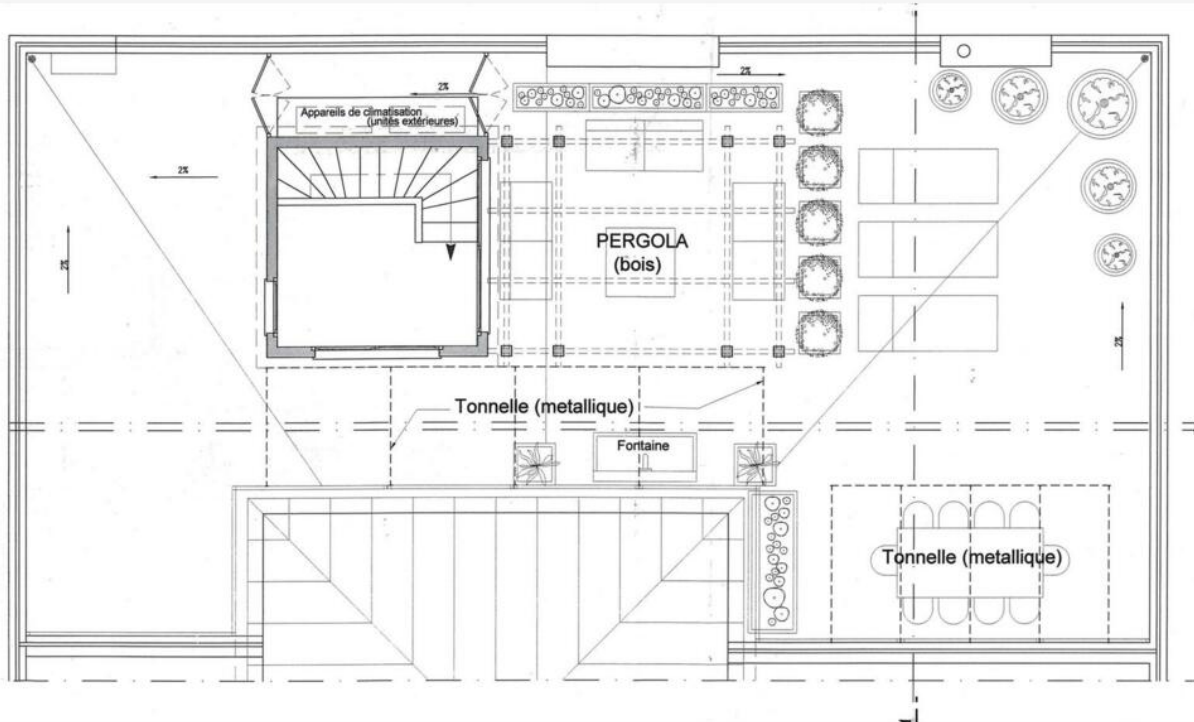 2%
2%
Appareils de climatisation
(unités extérieures)
2%
2%
PERGOLA
(bois)
2%
Tonnelle (metallique)
Fontaine
Tonnelle (metallique)